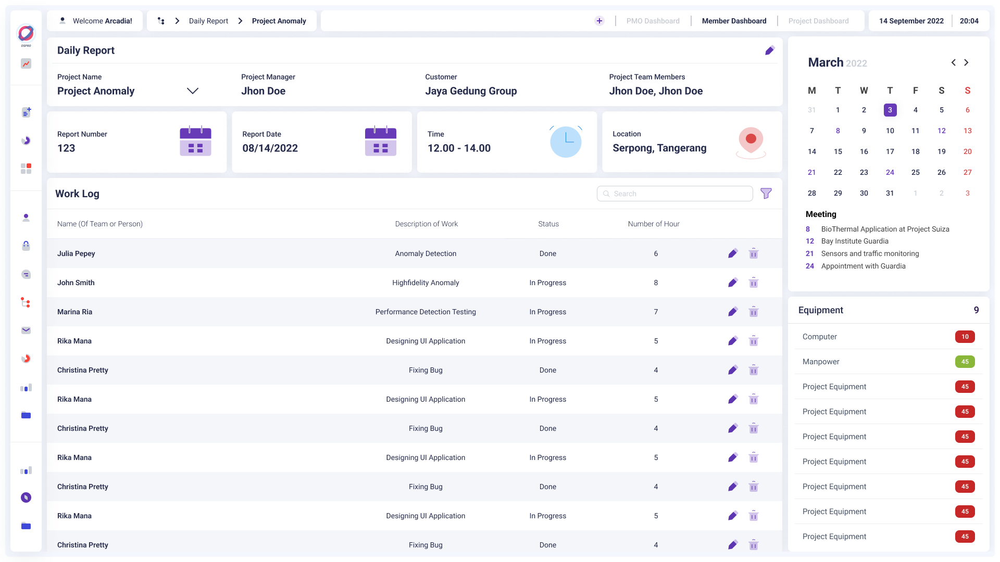 OSPRO
Welcome Arcadia!
Daily Report
Project Anomaly
PMO Dashboard
Member Dashboard
Project Dashboard
14 September 2022
20:04
Daily Report
Project Name
Project Anomaly
Project Manager
Jhon Doe
Customer
Jaya Gedung Group
Project Team Members
Jhon Doe, Jhon Doe
Report Number
123
Report Date
08/14/2022
Time
12.00 - 14.00
Location
Serpong, Tangerang
Work Log
Search
Name (Of Team or Person) Description of Work Status Number of Hour
Julia Pepey Anomaly Detection Done 6
John Smith Highfidelity Anomaly In Progress 8
Marina Ria Performance Detection Testing In Progress 7
Rika Mana Designing UI Application In Progress 5
Christina Pretty Fixing Bug Done 4
Rika Mana Designing UI Application In Progress 5
Christina Pretty Fixing Bug Done 4
Rika Mana Designing UI Application In Progress 5
Christina Pretty Fixing Bug Done 4
Rika Mana Designing UI Application In Progress 5
Christina Pretty Fixing Bug Done 4
March 2022
M T W T F S S
31 1 2 3 4 5 6
7 8 9 10 11 12 13
14 15 16 17 18 19 20
21 22 23 24 25 26 27
28 29 30 31 1 2 3
Meeting
8 BioThermal Application at Project Suiza
12 Bay Institute Guardia
21 Sensors and traffic monitoring
24 Appointment with Guardia
Equipment 9
Computer 10
Manpower 45
Project Equipment 45
Project Equipment 45
Project Equipment 45
Project Equipment 45
Project Equipment 45
Project Equipment 45
Project Equipment 45